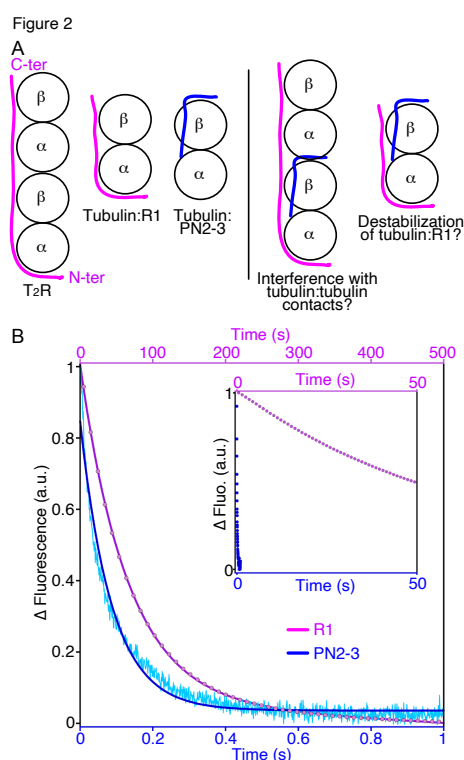 Figure 2
A
C-ter
β
α
β
α
N-ter
T2R
β
α
Tubulin:R1
β
α
Tubulin:
PN2-3
β
α
β
α
Interference with
tubulin:tubulin
contacts?
β
α
Destabilization
of tubulin:R1?
B
Time (s)
0 100 200 300 400 500
Δ Fluorescence (a.u.)
1
0.8
0.6
0.4
0.2
0
0 0.2 0.4 0.6 0.8 1
Time (s)
Time (s)
0 50
Δ Fluo. (a.u.)
1
0
0 50
Time (s)
R1
PN2-3